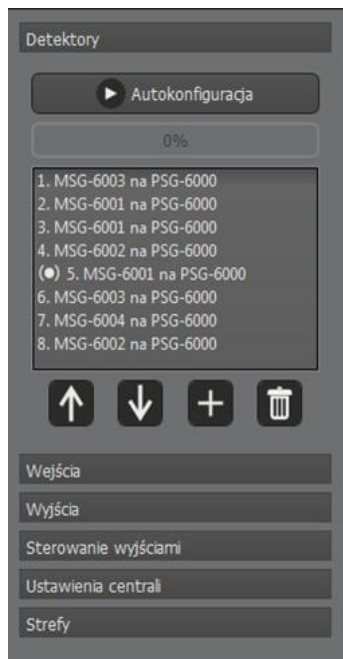 Detektory
Autokonfiguracja
0%
1. MSG-6003 na PSG-6000
2. MSG-6001 na PSG-6000
3. MSG-6001 na PSG-6000
4. MSG-6002 na PSG-6000
5. MSG-6001 na PSG-6000
6. MSG-6003 na PSG-6000
7. MSG-6004 na PSG-6000
8. MSG-6002 na PSG-6000
Wejścia
Wyjścia
Sterowanie wyjściami
Ustawienia centrali
Strefy